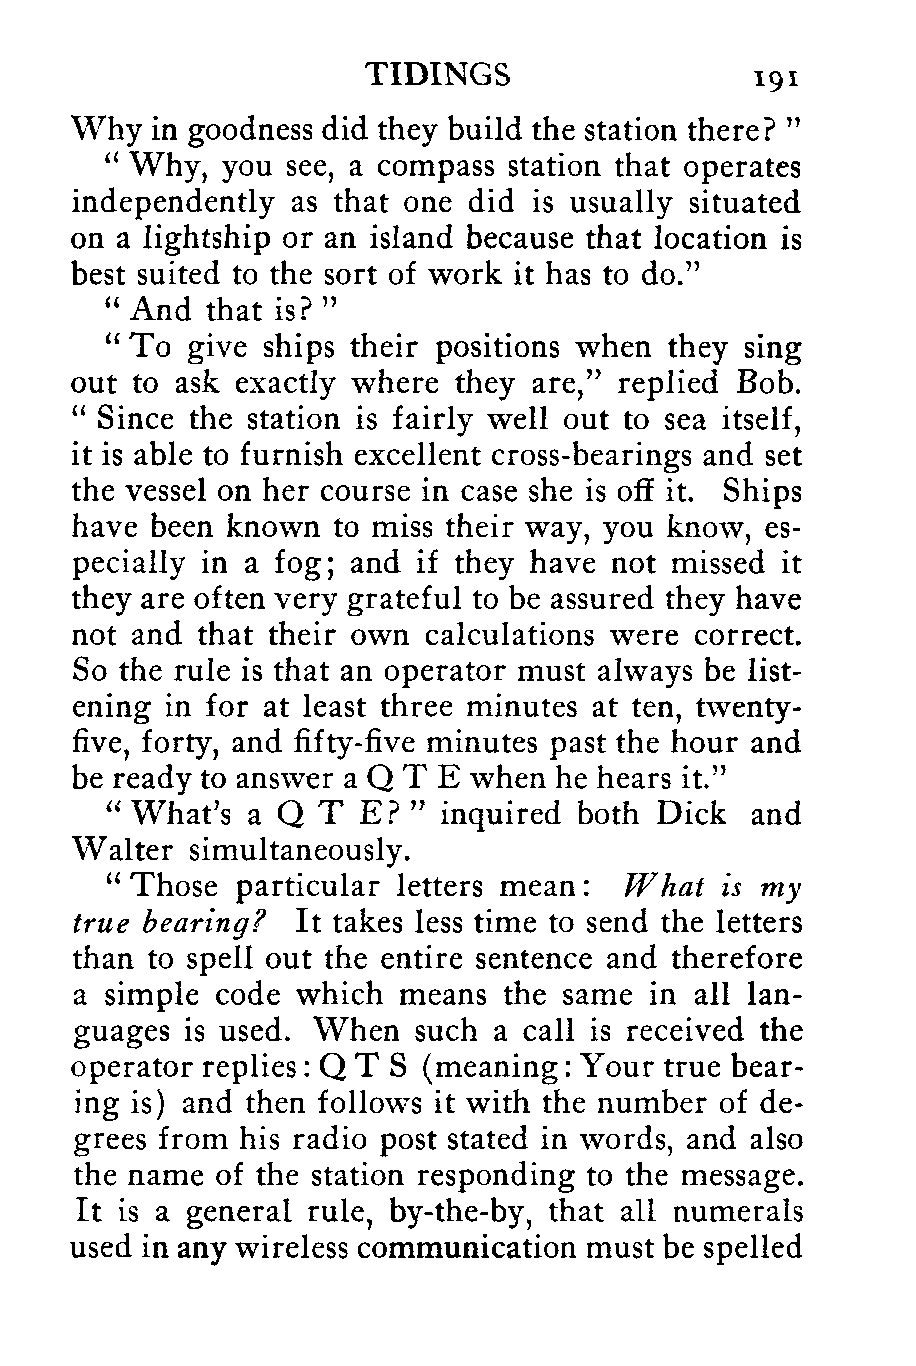 TIDINGS 191
Why in goodness did they build the station there? "
" Why, you see, a compass station that operates
independently as that one did is usually situated
on a lightship or an island because that location is
best suited to the sort of work it has to do."
" And that is? "
" To give ships their positions when they sing
out to ask exactly where they are," replied Bob.
" Since the station is fairly well out to sea itself,
it is able to furnish excellent cross-bearings and set
the vessel on her course in case she is off it. Ships
have been known to miss their way, you know, es-
pecially in a fog; and if they have not missed it
they are often very grateful to be assured they have
not and that their own calculations were correct.
So the rule is that an operator must always be list-
ening in for at least three minutes at ten, twenty-
five, forty, and fifty-five minutes past the hour and
be ready to answer a Q T E when he hears it."
" What's a Q T E? " inquired both Dick and
Walter simultaneously.
" Those particular letters mean: What is my
true bearing? It takes less time to send the letters
than to spell out the entire sentence and therefore
a simple code which means the same in all lan-
guages is used. When such a call is received the
operator replies: Q T S (meaning: Your true bear-
ing is) and then follows it with the number of de-
grees from his radio post stated in words, and also
the name of the station responding to the message.
It is a general rule, by-the-by, that all numerals
used in any wireless communication must be spelled